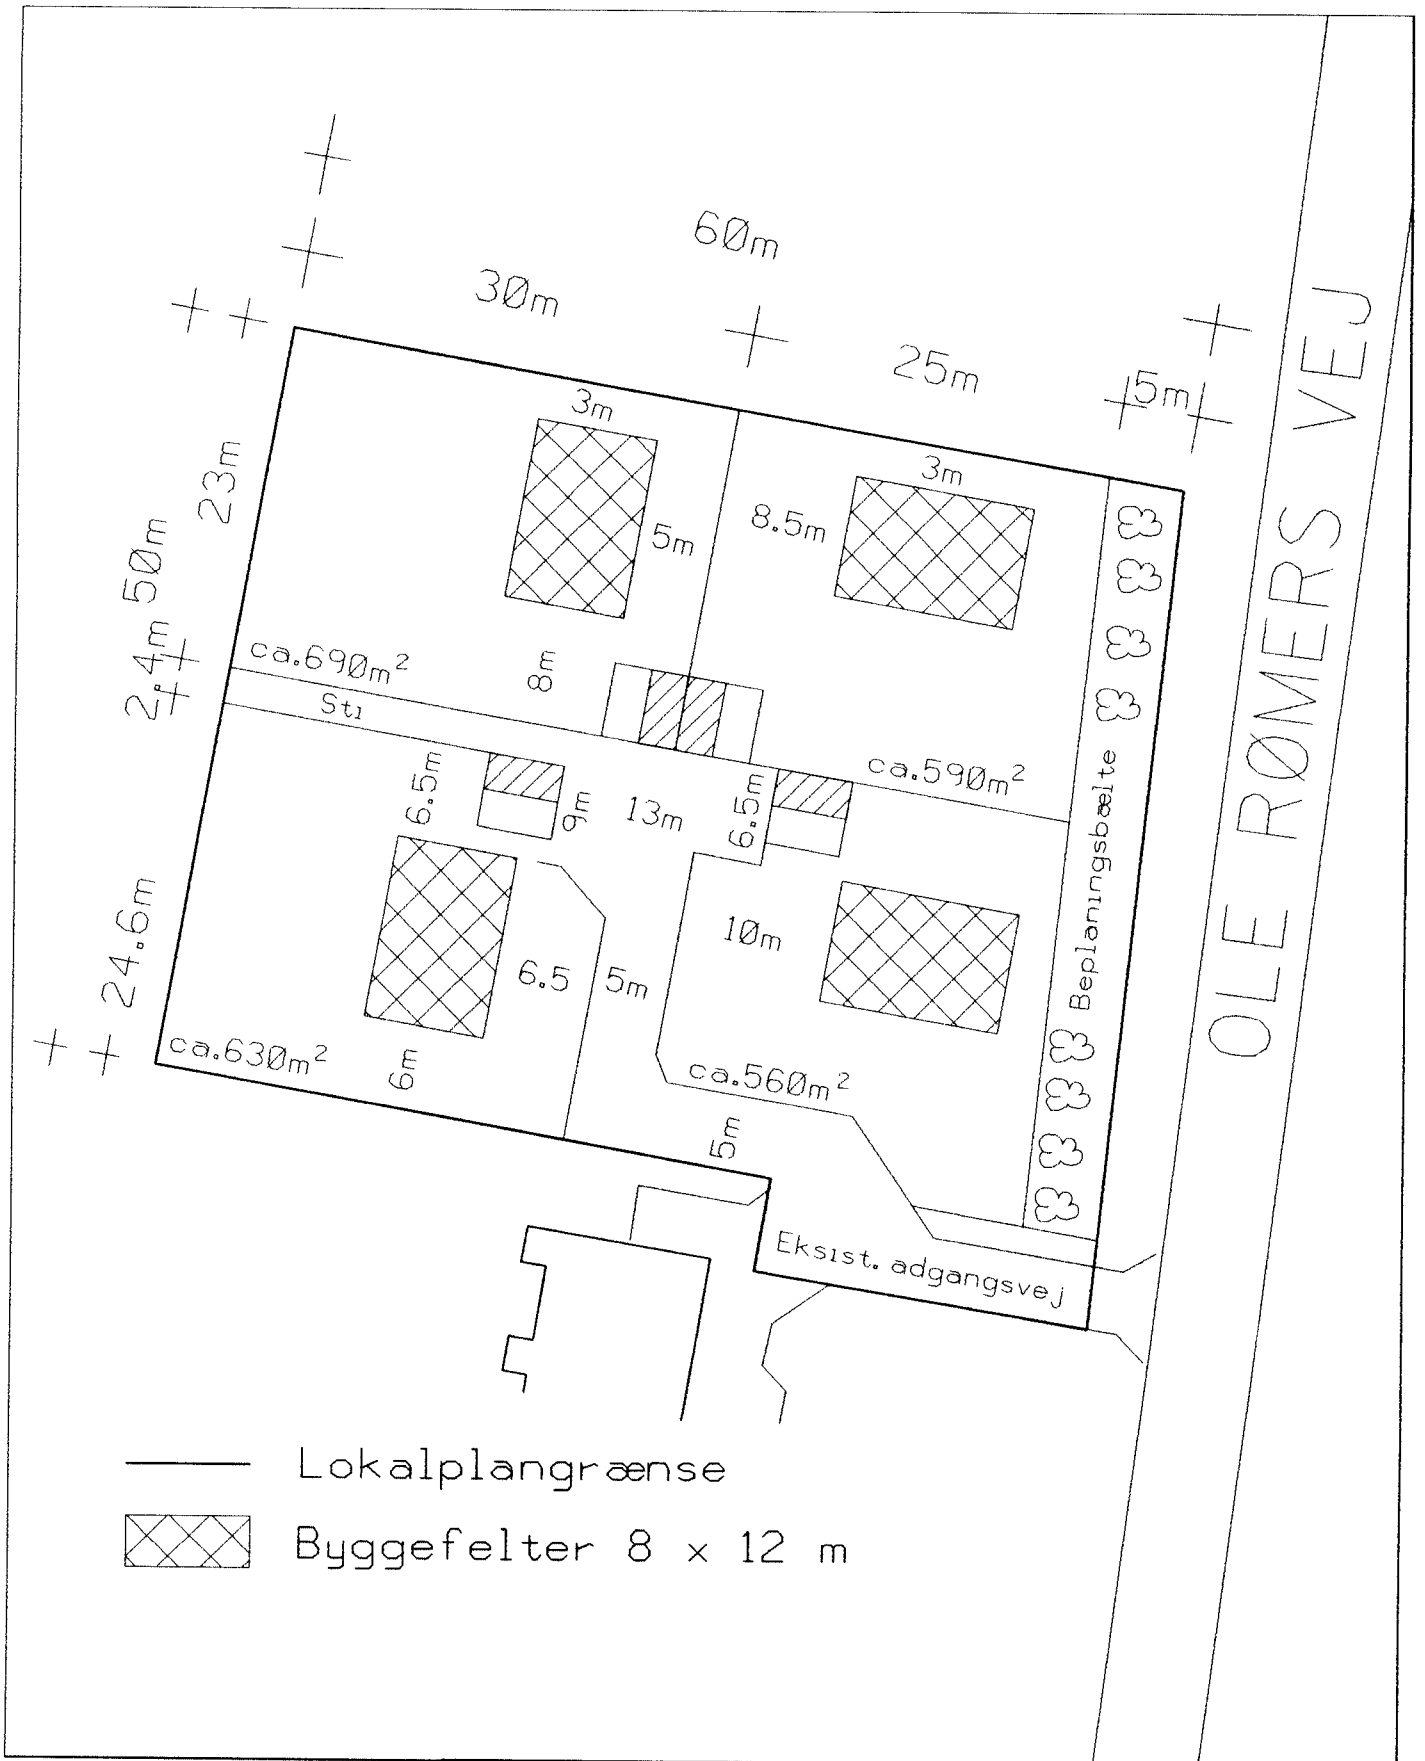 60m
30m
25m
5m
3m
3m
23m
8.5m
5m
50m
2.4m
ca.690m²
8m
Sti
ca.590m²
6.5m
9m
13m
6.5m
Beplaningsbælte
24.6m
10m
6.5
5m
ca.630m²
6m
ca.560m²
5m
Eksist. adgangsvej
OLE RØMERS VEJ
Lokalplangrænse
Byggefelter 8 x 12 m